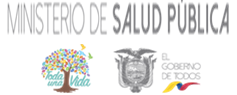 MINISTERIO DE SALUD PÚBLICA
Toda
una Vida
EL
GOBIERNO
DE TODOS